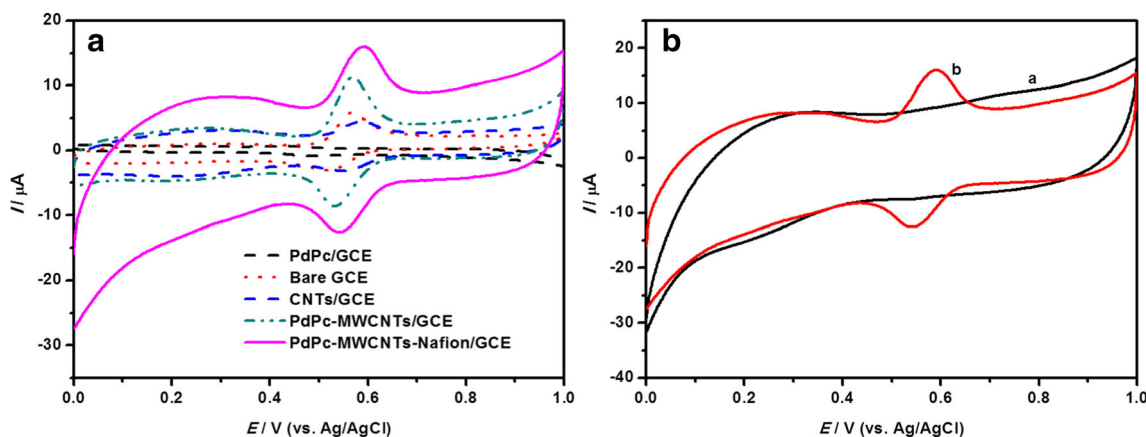 a
20
10
0
-10
-20
-30
I / µA
PdPc/GCE
Bare GCE
CNTs/GCE
PdPc-MWCNTs/GCE
PdPc-MWCNTs-Nafion/GCE
0.0 0.2 0.4 0.6 0.8 1.0
E / V (vs. Ag/AgCl)
b
20
10
0
-10
-20
-30
-40
I / µA
b
a
0.0 0.2 0.4 0.6 0.8 1.0
E / V (vs. Ag/AgCl)